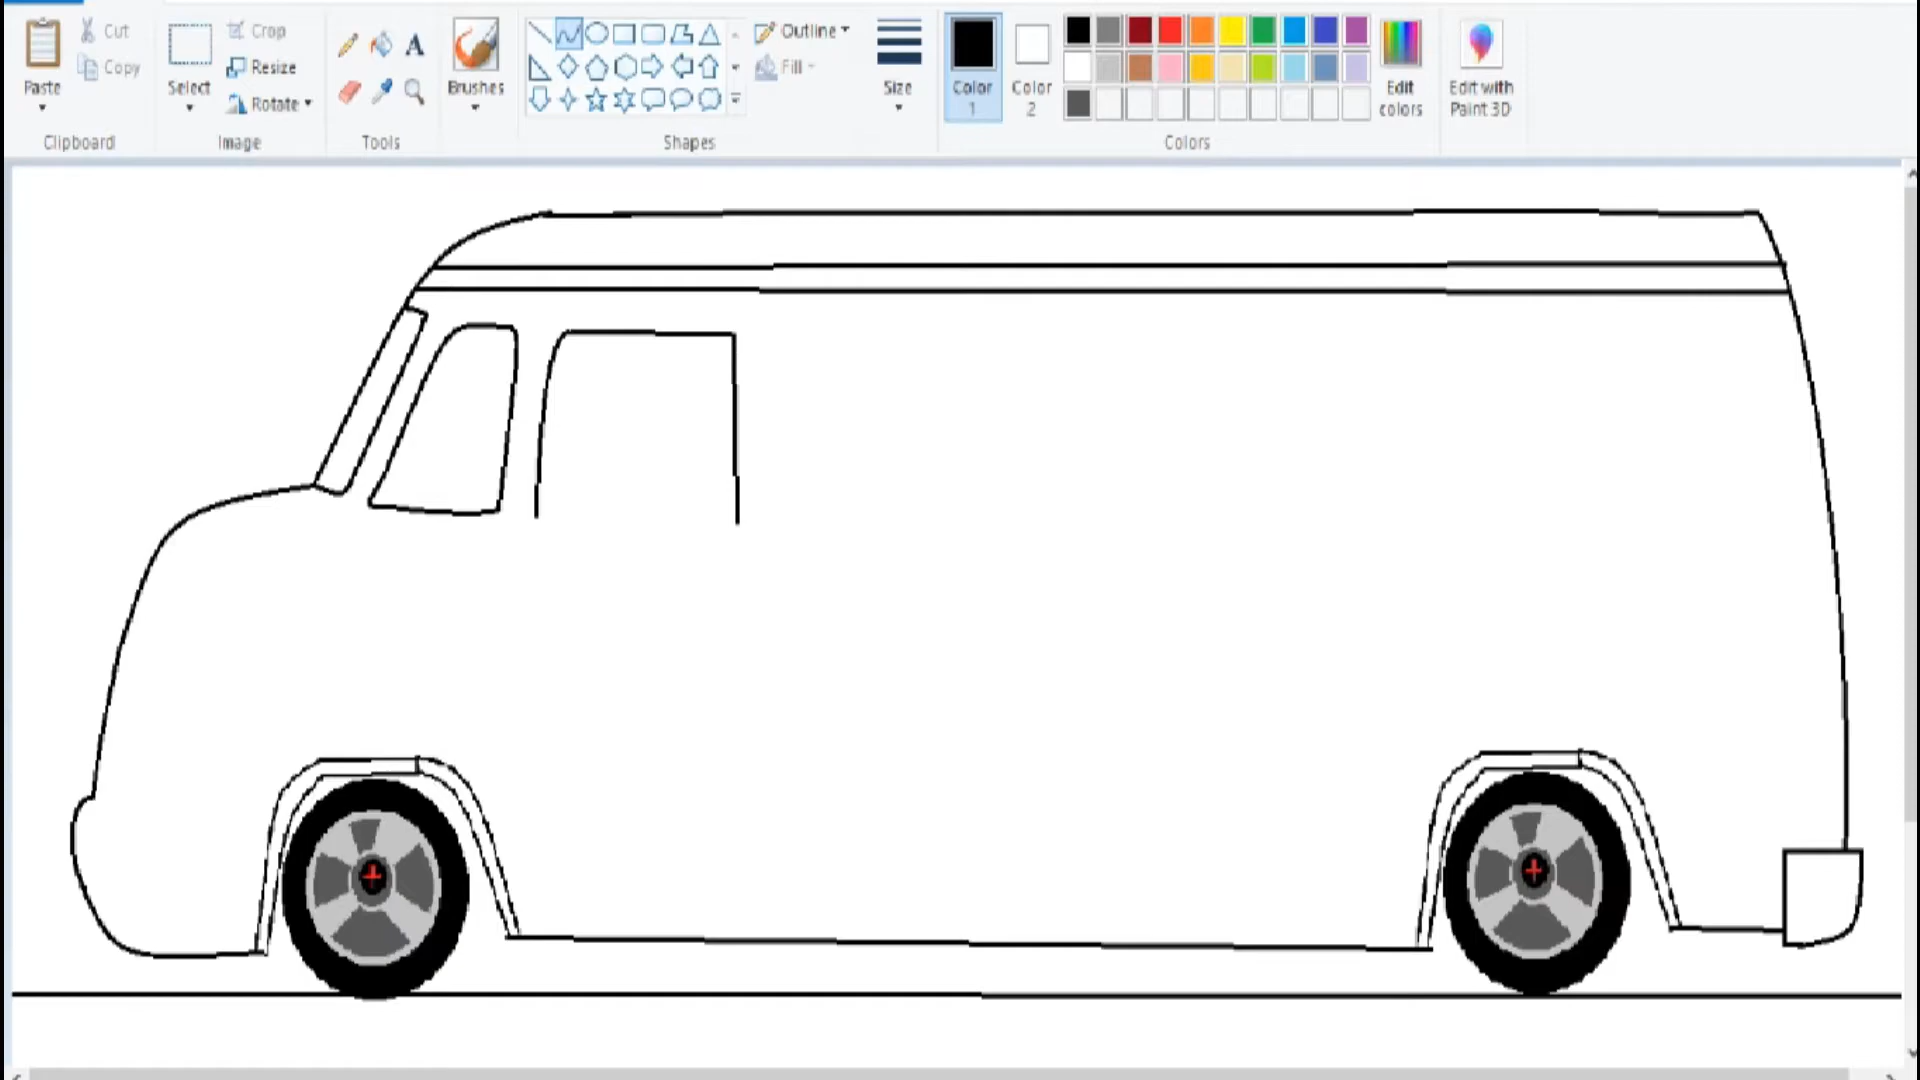 Cut
Crop
Outline
Copy
Resize
Fill
Paste
Select
Rotate
Brushes
Size
Color
1
Color
2
Edit
colors
Edit with
Paint 3D
Clipboard
Image
Tools
Shapes
Colors